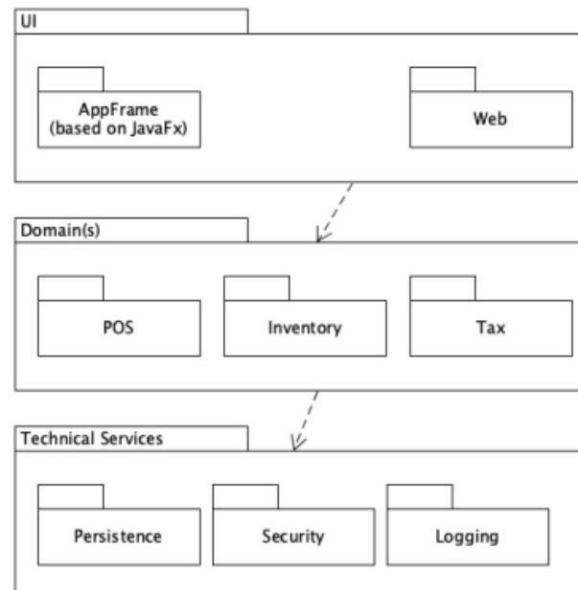 UI
AppFrame
(based on JavaFx)
Web
Domain(s)
POS
Inventory
Tax
Technical Services
Persistence
Security
Logging